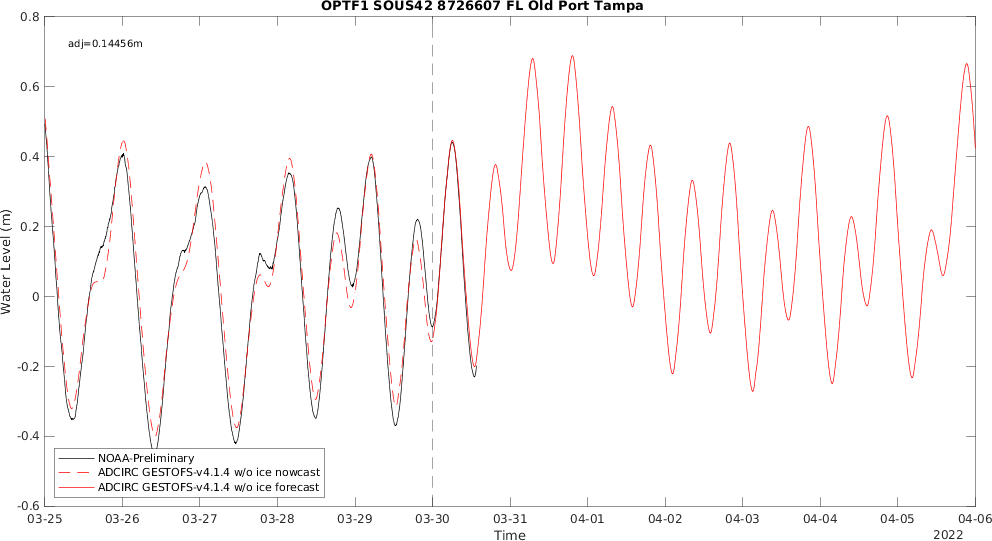 OPTF1 SOUS42 8726607 FL Old Port Tampa
adj=0.14456m
Water Level (m)
0.8
0.6
0.4
0.2
0
-0.2
-0.4
-0.6
NOAA-Preliminary
ADCIRC GESTOFS-v4.1.4 w/o ice nowcast
ADCIRC GESTOFS-v4.1.4 w/o ice forecast
03-25 03-26 03-27 03-28 03-29 03-30 03-31 04-01 04-02 04-03 04-04 04-05 04-06
Time
2022